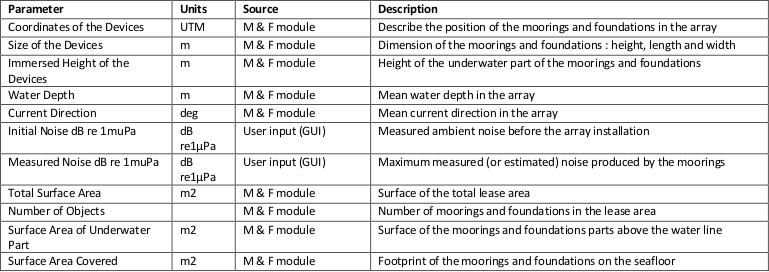 Parameter Units Source Description
Coordinates of the Devices UTM M & F module Describe the position of the moorings and foundations in the array
Size of the Devices m M & F module Dimension of the moorings and foundations : height, length and width
Immersed Height of the Devices m M & F module Height of the underwater part of the moorings and foundations
Water Depth m M & F module Mean water depth in the array
Current Direction deg M & F module Mean current direction in the array
Initial Noise dB re 1muPa dB re1µPa User input (GUI) Measured ambient noise before the array installation
Measured Noise dB re 1muPa dB re1µPa User input (GUI) Maximum measured (or estimated) noise produced by the moorings
Total Surface Area m2 M & F module Surface of the total lease area
Number of Objects M & F module Number of moorings and foundations in the lease area
Surface Area of Underwater Part m2 M & F module Surface of the moorings and foundations parts above the water line
Surface Area Covered m2 M & F module Footprint of the moorings and foundations on the seafloor